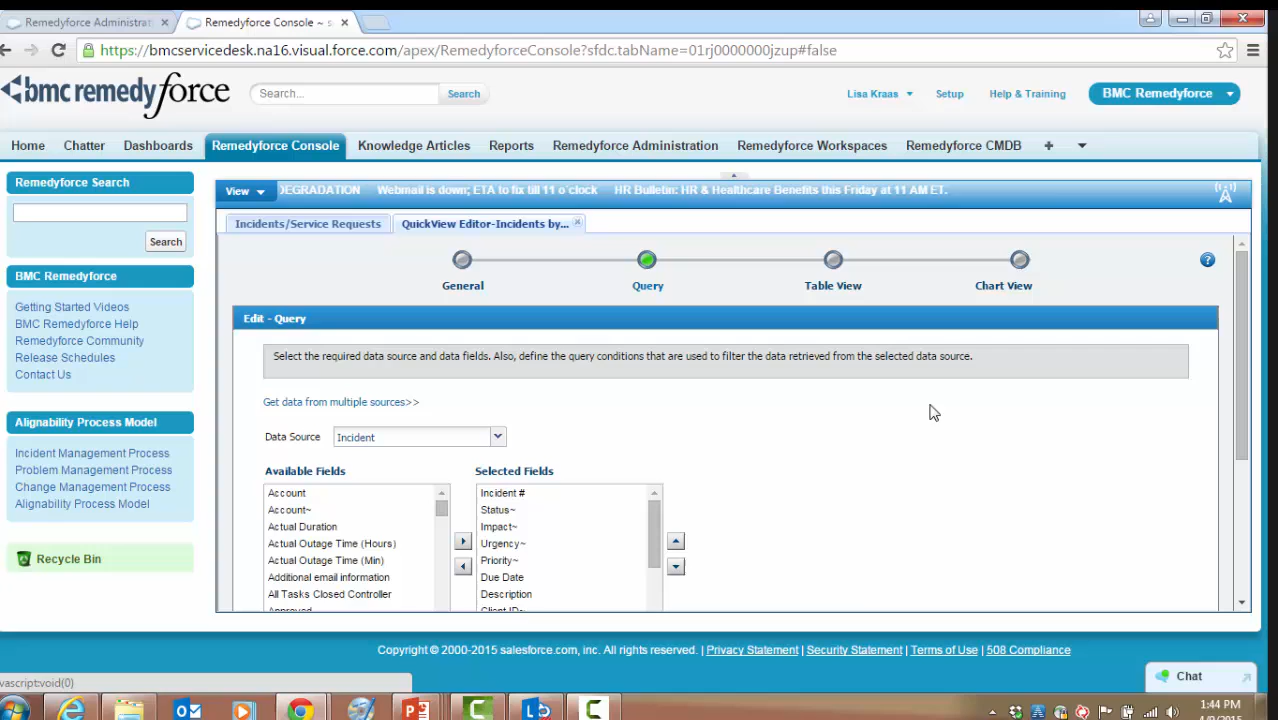 Remedyforce Administrat
Remedyforce Console ~ s
https://bmcservicedesk.na16.visual.force.com/apex/RemedyforceConsole?sfdc.tabName=01rj0000000jzup#false
bmc remedyforce
Search...
Search
Lisa Kraas
Setup
Help & Training
BMC Remedyforce
Home
Chatter
Dashboards
Remedyforce Console
Knowledge Articles
Reports
Remedyforce Administration
Remedyforce Workspaces
Remedyforce CMDB
+
Remedyforce Search
Search
BMC Remedyforce
Getting Started Videos
BMC Remedyforce Help
Remedyforce Community
Release Schedules
Contact Us
Alignability Process Model
Incident Management Process
Problem Management Process
Change Management Process
Alignability Process Model
Recycle Bin
View
DEGRADATION Webmail is down; ETA to fix till 11 o'clock HR Bulletin: HR & Healthcare Benefits this Friday at 11 AM ET.
Incidents/Service Requests
QuickView Editor-Incidents by...
General
Query
Table View
Chart View
?
Edit - Query
Select the required data source and data fields. Also, define the query conditions that are used to filter the data retrieved from the selected data source.
Get data from multiple sources>>
Data Source
Incident
Available Fields
Account
Account~
Actual Duration
Actual Outage Time (Hours)
Actual Outage Time (Min)
Additional email information
All Tasks Closed Controller
Approved
Selected Fields
Incident #
Status~
Impact~
Urgency~
Priority~
Due Date
Description
Client ID~
Copyright © 2000-2015 salesforce.com, inc. All rights reserved. | Privacy Statement | Security Statement | Terms of Use | 508 Compliance
Chat
vascript:void(0)
1:44 PM
4/9/2015